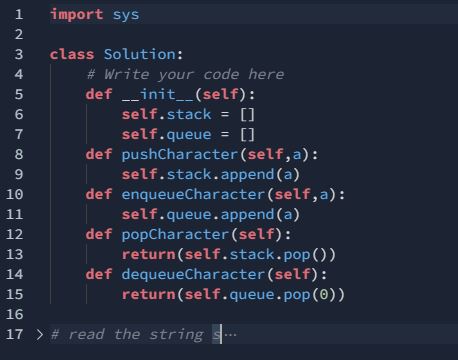 1 import sys
2
3 class Solution:
4     # Write your code here
5     def __init__(self):
6         self.stack = []
7         self.queue = []
8     def pushCharacter(self,a):
9         self.stack.append(a)
10     def enqueueCharacter(self,a):
11         self.queue.append(a)
12     def popCharacter(self):
13         return(self.stack.pop())
14     def dequeueCharacter(self):
15         return(self.queue.pop(0))
16
17 > # read the string s…